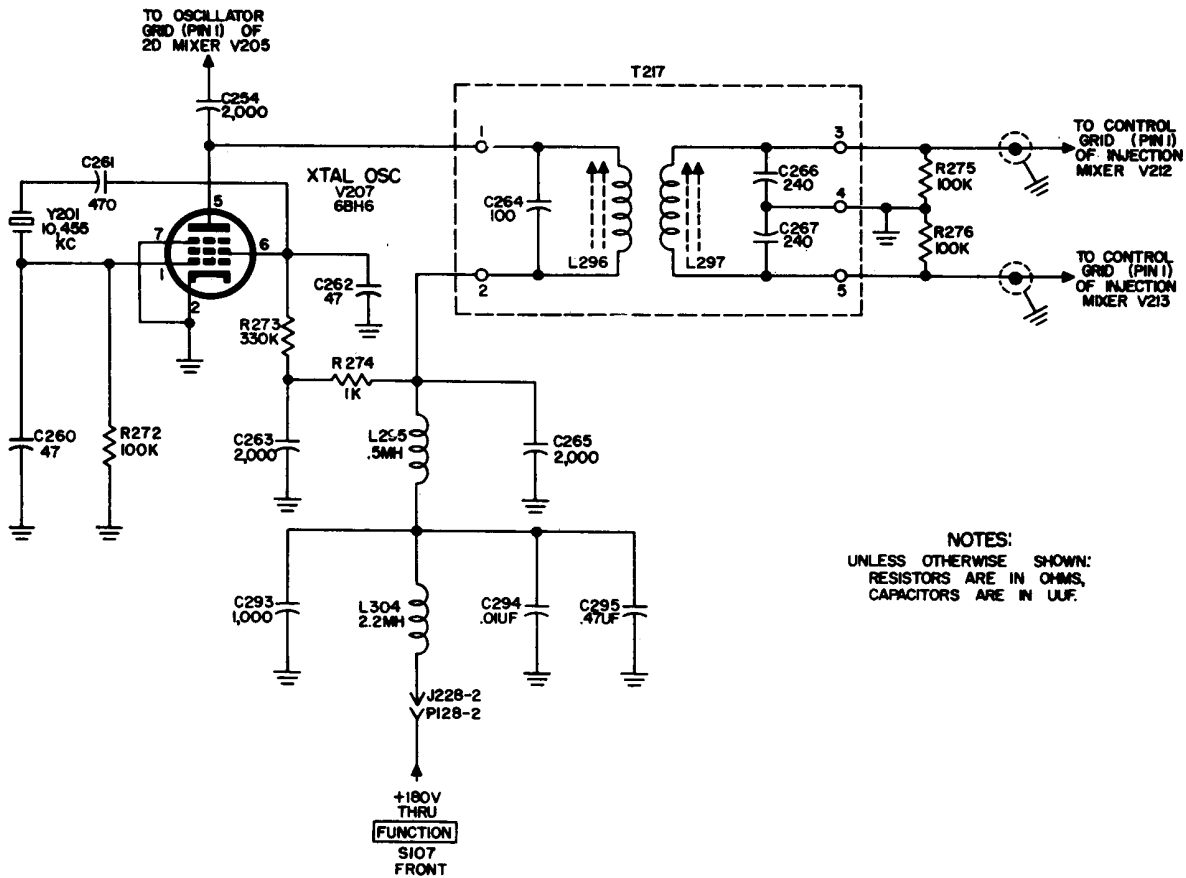 TO OSCILLATOR
GRID (PIN 1) OF
2D MIXER V205
C254
2,000
T217
1
3
TO CONTROL
GRID (PIN 1)
OF INJECTION
MIXER V212
C261
470
XTAL OSC
V207
6BH6
5
Y201
10,455
KC
7
6
1
2
C264
100
C266
240
4
C267
240
R275
100K
R276
100K
L296
L297
2
5
TO CONTROL
GRID (PIN 1)
OF INJECTION
MIXER V213
C262
47
R273
330K
R274
1K
C260
47
R272
100K
C263
2,000
L295
.5MH
C265
2,000
NOTES:
UNLESS OTHERWISE SHOWN:
RESISTORS ARE IN OHMS,
CAPACITORS ARE IN UUF.
C293
1,000
L304
2.2MH
C294
.01UF
C295
.47UF
J228-2
P128-2
+180V
THRU
FUNCTION
S107
FRONT